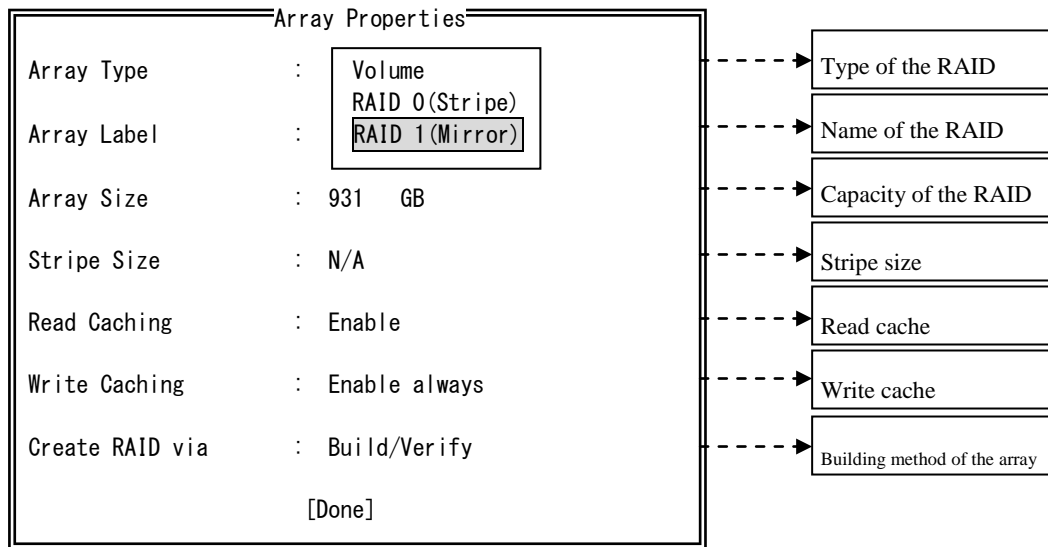 Array Properties
Array Type : Volume
RAID 0(Stripe)
Array Label : RAID 1(Mirror)
Array Size : 931 GB
Stripe Size : N/A
Read Caching : Enable
Write Caching : Enable always
Create RAID via : Build/Verify
[Done]
Type of the RAID
Name of the RAID
Capacity of the RAID
Stripe size
Read cache
Write cache
Building method of the array